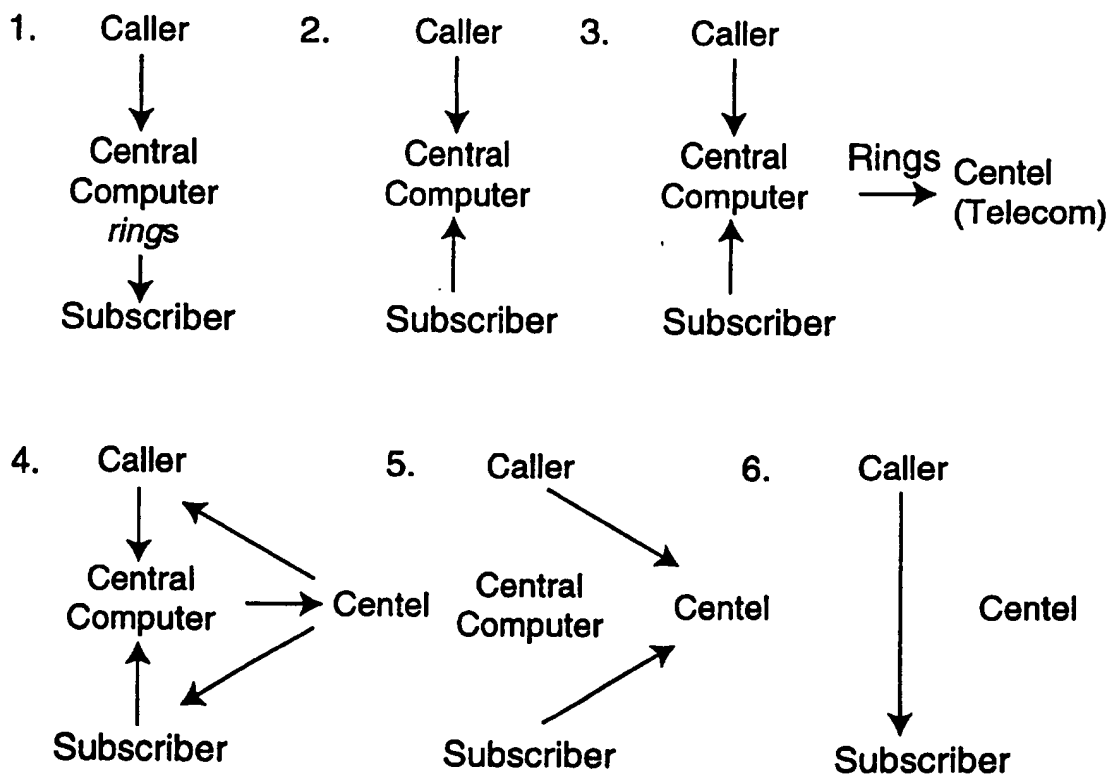 1. Caller
Central
Computer
rings
Subscriber
2. Caller
Central
Computer
Subscriber
3. Caller
Central
Computer
Rings
Centel
(Telecom)
Subscriber
4. Caller
Central
Computer
Centel
Subscriber
5. Caller
Central
Computer
Centel
Subscriber
6. Caller
Centel
Subscriber